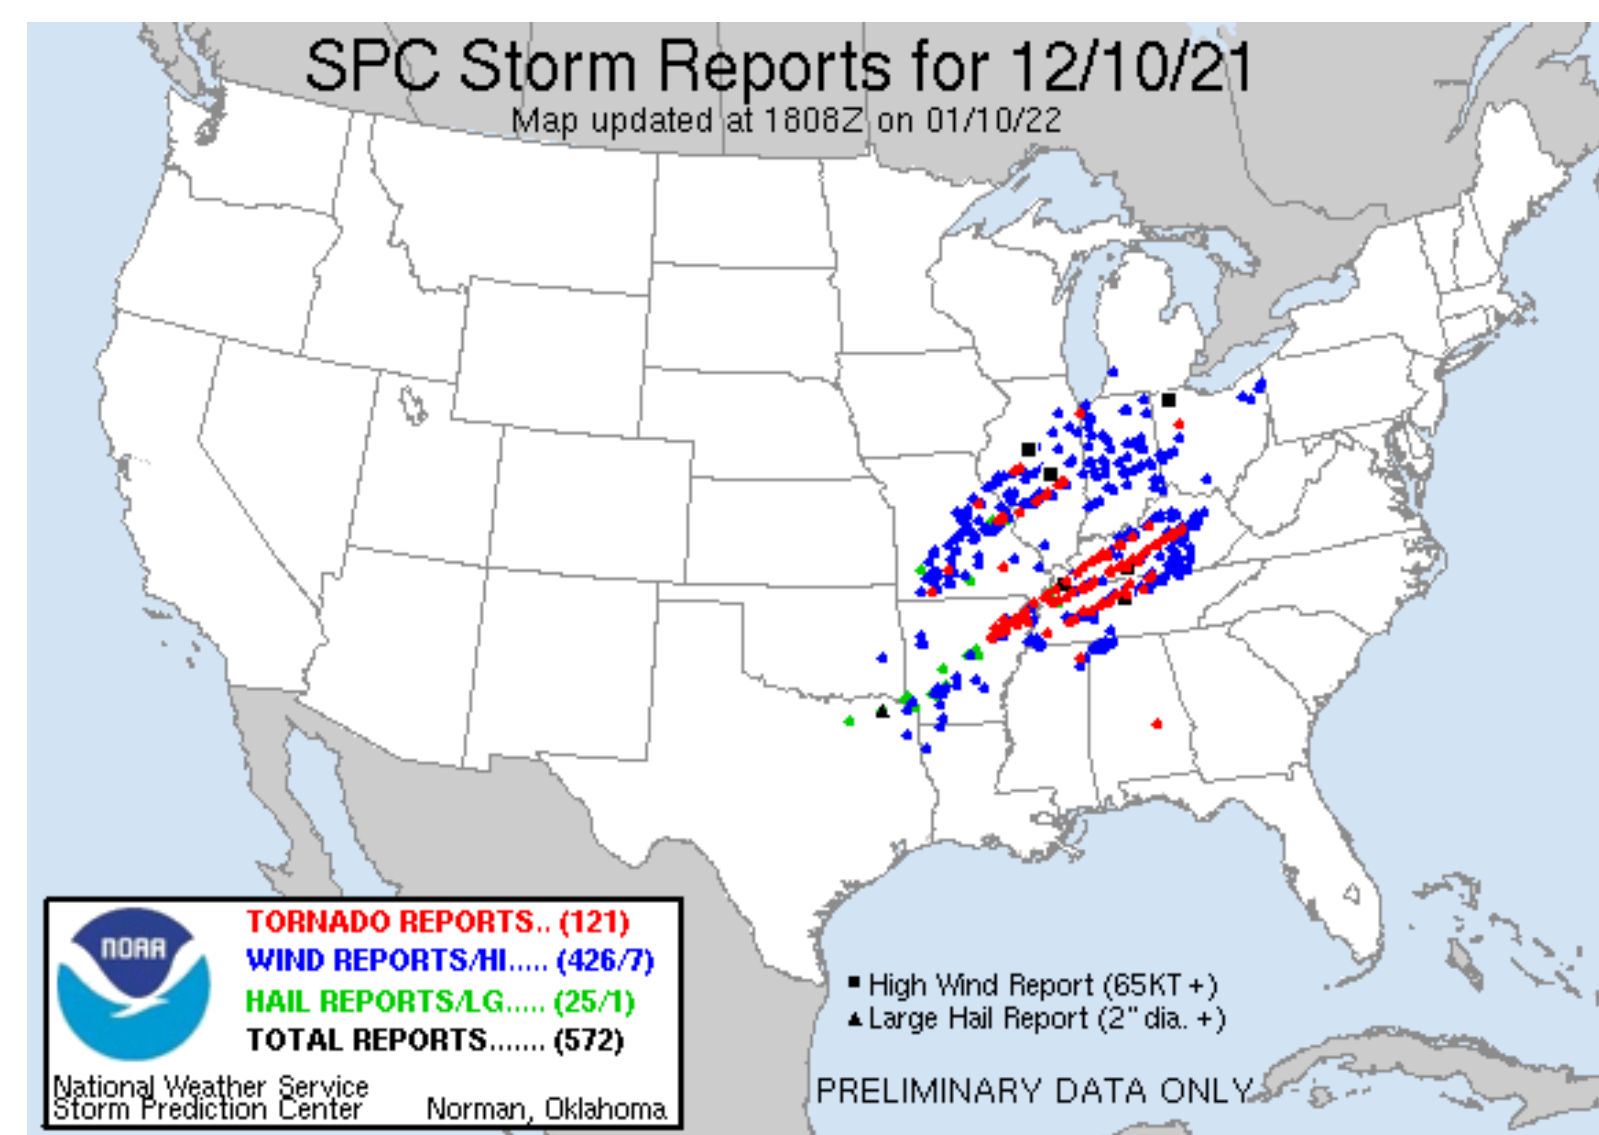 SPC Storm Reports for 12/10/21
Map updated at 1808Z on 01/10/22
NOAA
TORNADO REPORTS.. (121)
WIND REPORTS/HI..... (426/7)
HAIL REPORTS/LG..... (25/1)
TOTAL REPORTS....... (572)
National Weather Service
Storm Prediction Center Norman, Oklahoma
High Wind Report (65KT +)
Large Hail Report (2" dia. +)
PRELIMINARY DATA ONLY